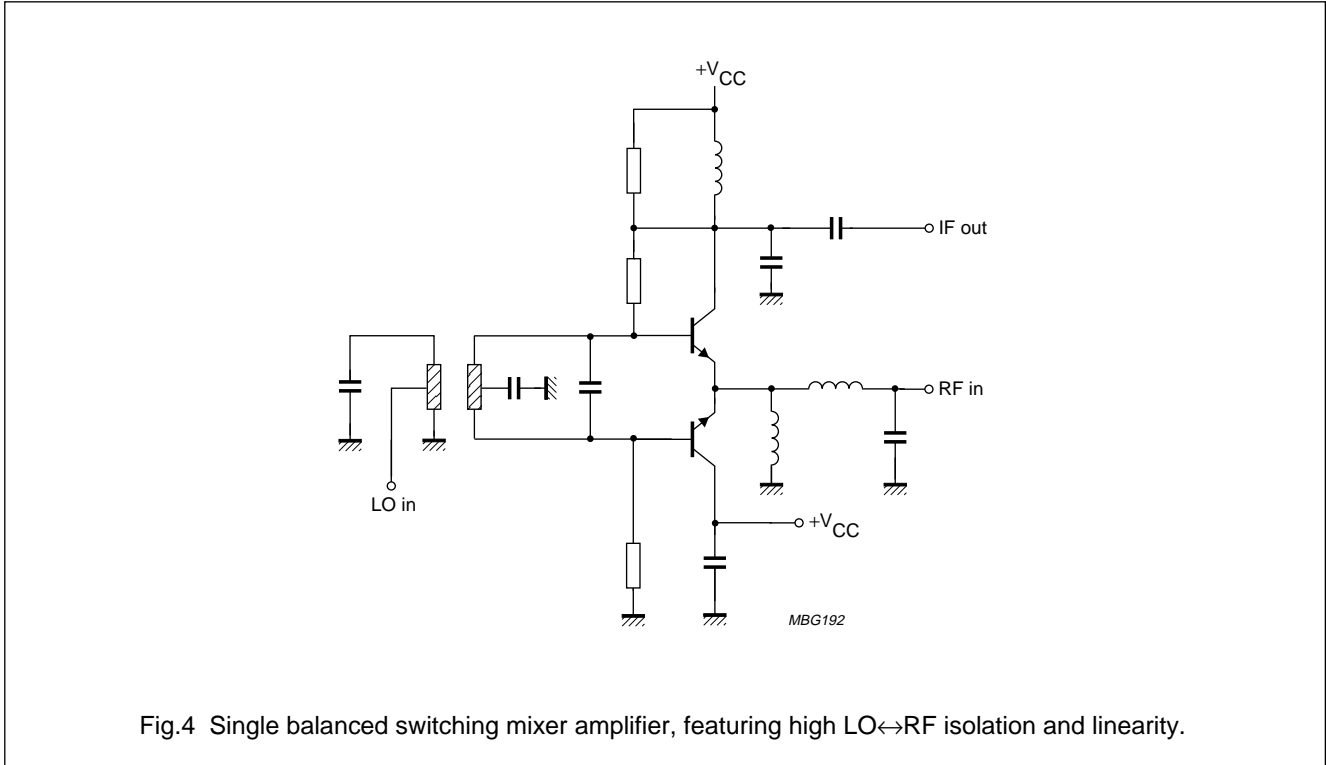 +VCC
IF out
RF in
LO in
+VCC
MBG192
Fig.4 Single balanced switching mixer amplifier, featuring high LO↔RF isolation and linearity.